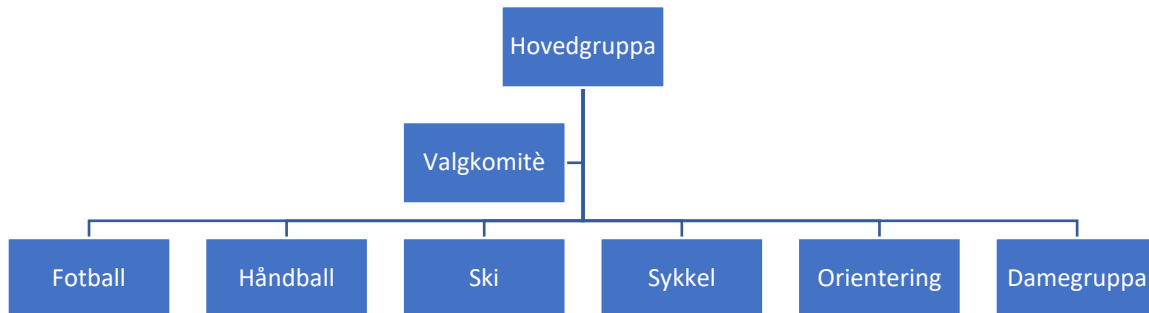 Hovedgruppa
Valgkomitè
Fotball
Håndball
Ski
Sykkel
Orientering
Damegruppa